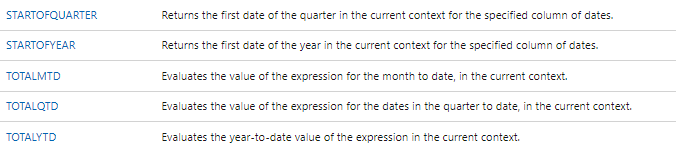 STARTOFQUARTER Returns the first date of the quarter in the current context for the specified column of dates.
STARTOFYEAR Returns the first date of the year in the current context for the specified column of dates.
TOTALMTD Evaluates the value of the expression for the month to date, in the current context.
TOTALQTD Evaluates the value of the expression for the dates in the quarter to date, in the current context.
TOTALYTD Evaluates the year-to-date value of the expression in the current context.